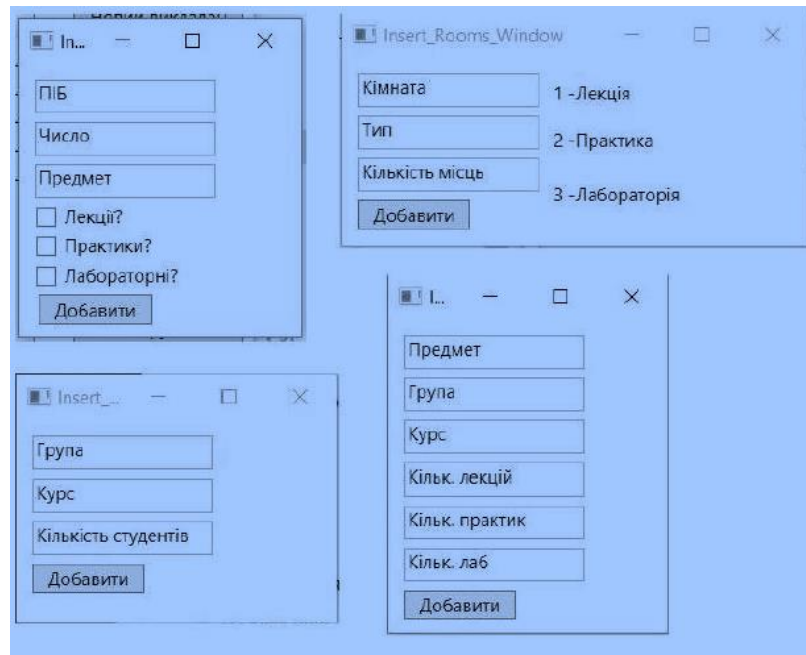 In...
ПІБ
Число
Предмет
Лекції?
Практики?
Лабораторні?
Добавити
Insert_Rooms_Window
Кімната
1 -Лекція
Тип
2 -Практика
Кількість місць
3 -Лабораторія
Добавити
Insert_...
Група
Курс
Кількість студентів
Добавити
I...
Предмет
Група
Курс
Кільк. лекцій
Кільк. практик
Кільк. лаб
Добавити